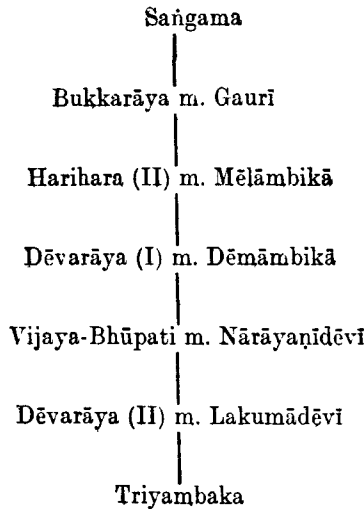 Saṅgama
Bukkarāya m. Gaurī
Harihara (II) m. Mēlāmbikā
Dēvarāya (I) m. Dēmāmbikā
Vijaya-Bhūpati m. Nārāyaṇīdēvī
Dēvarāya (II) m. Lakumādēvī
Triyambaka